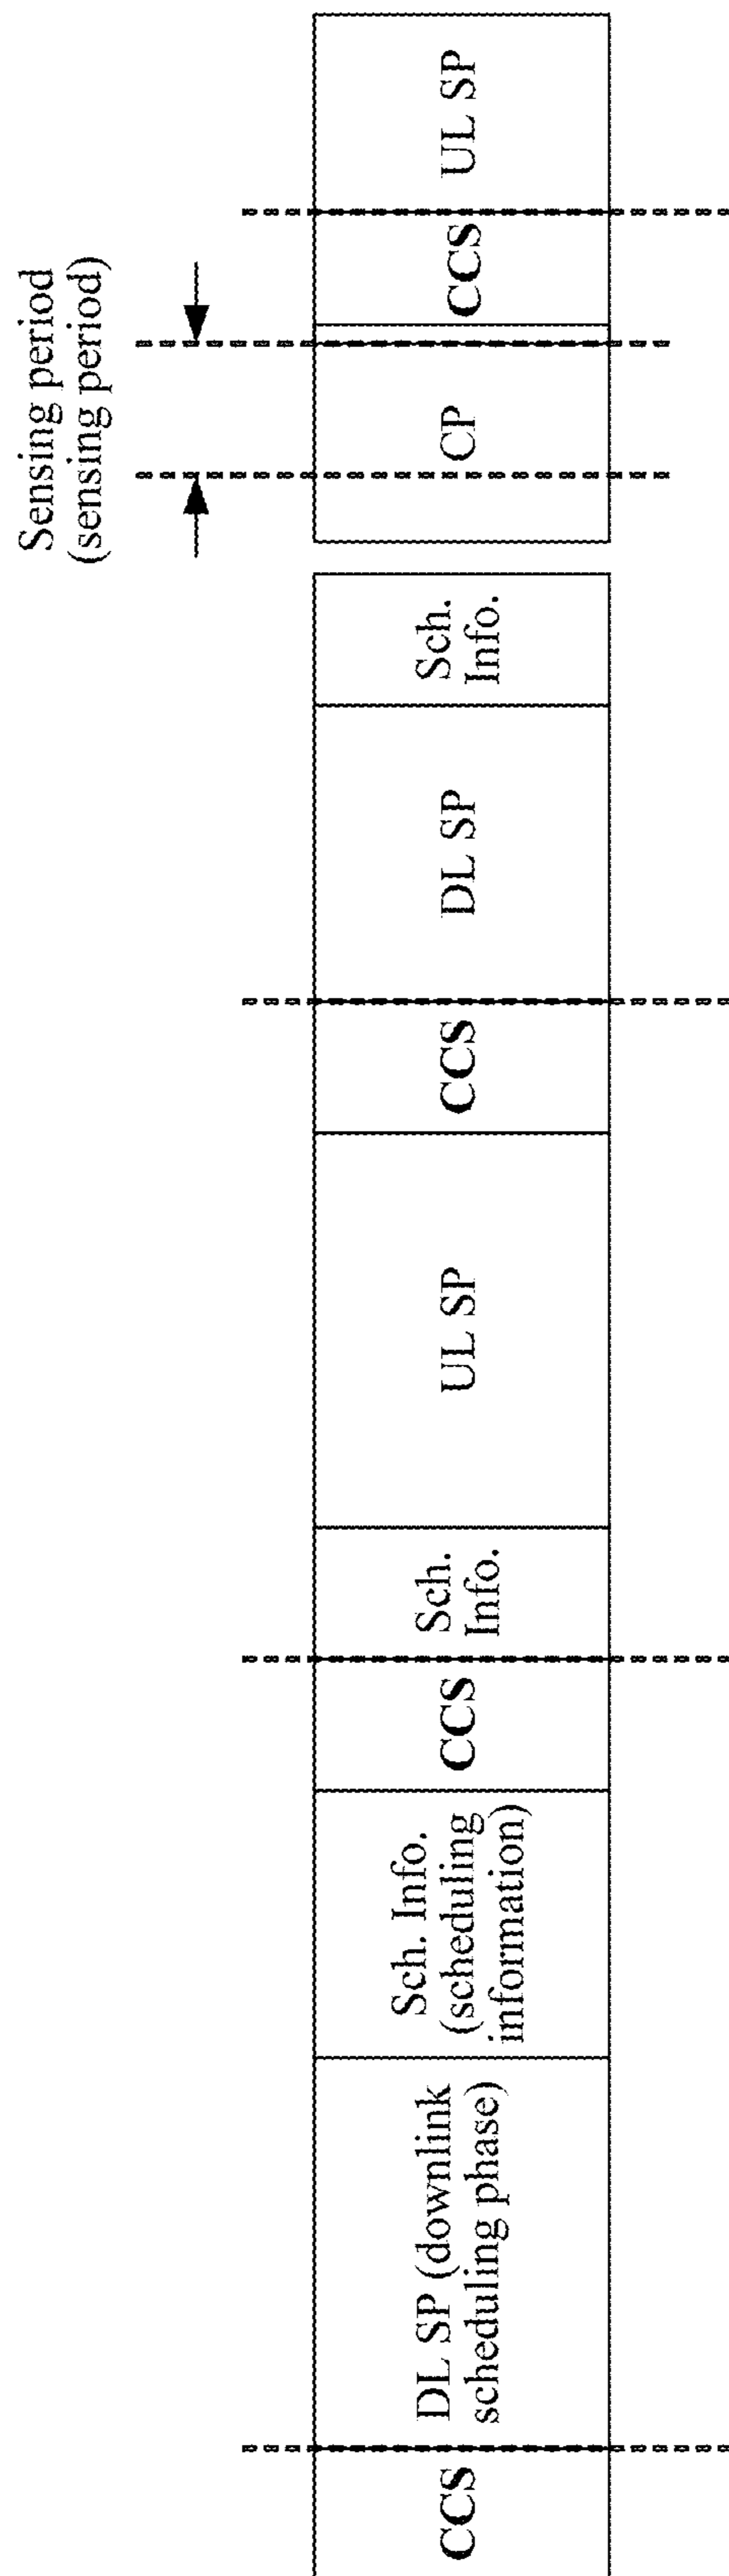 Sensing period
(sensing period)
CCS
DL SP (downlink
scheduling phase)
Sch. Info.
(scheduling
information)
CCS
Sch.
Info.
UL SP
CCS
DL SP
Sch.
Info.
CP
CCS
UL SP